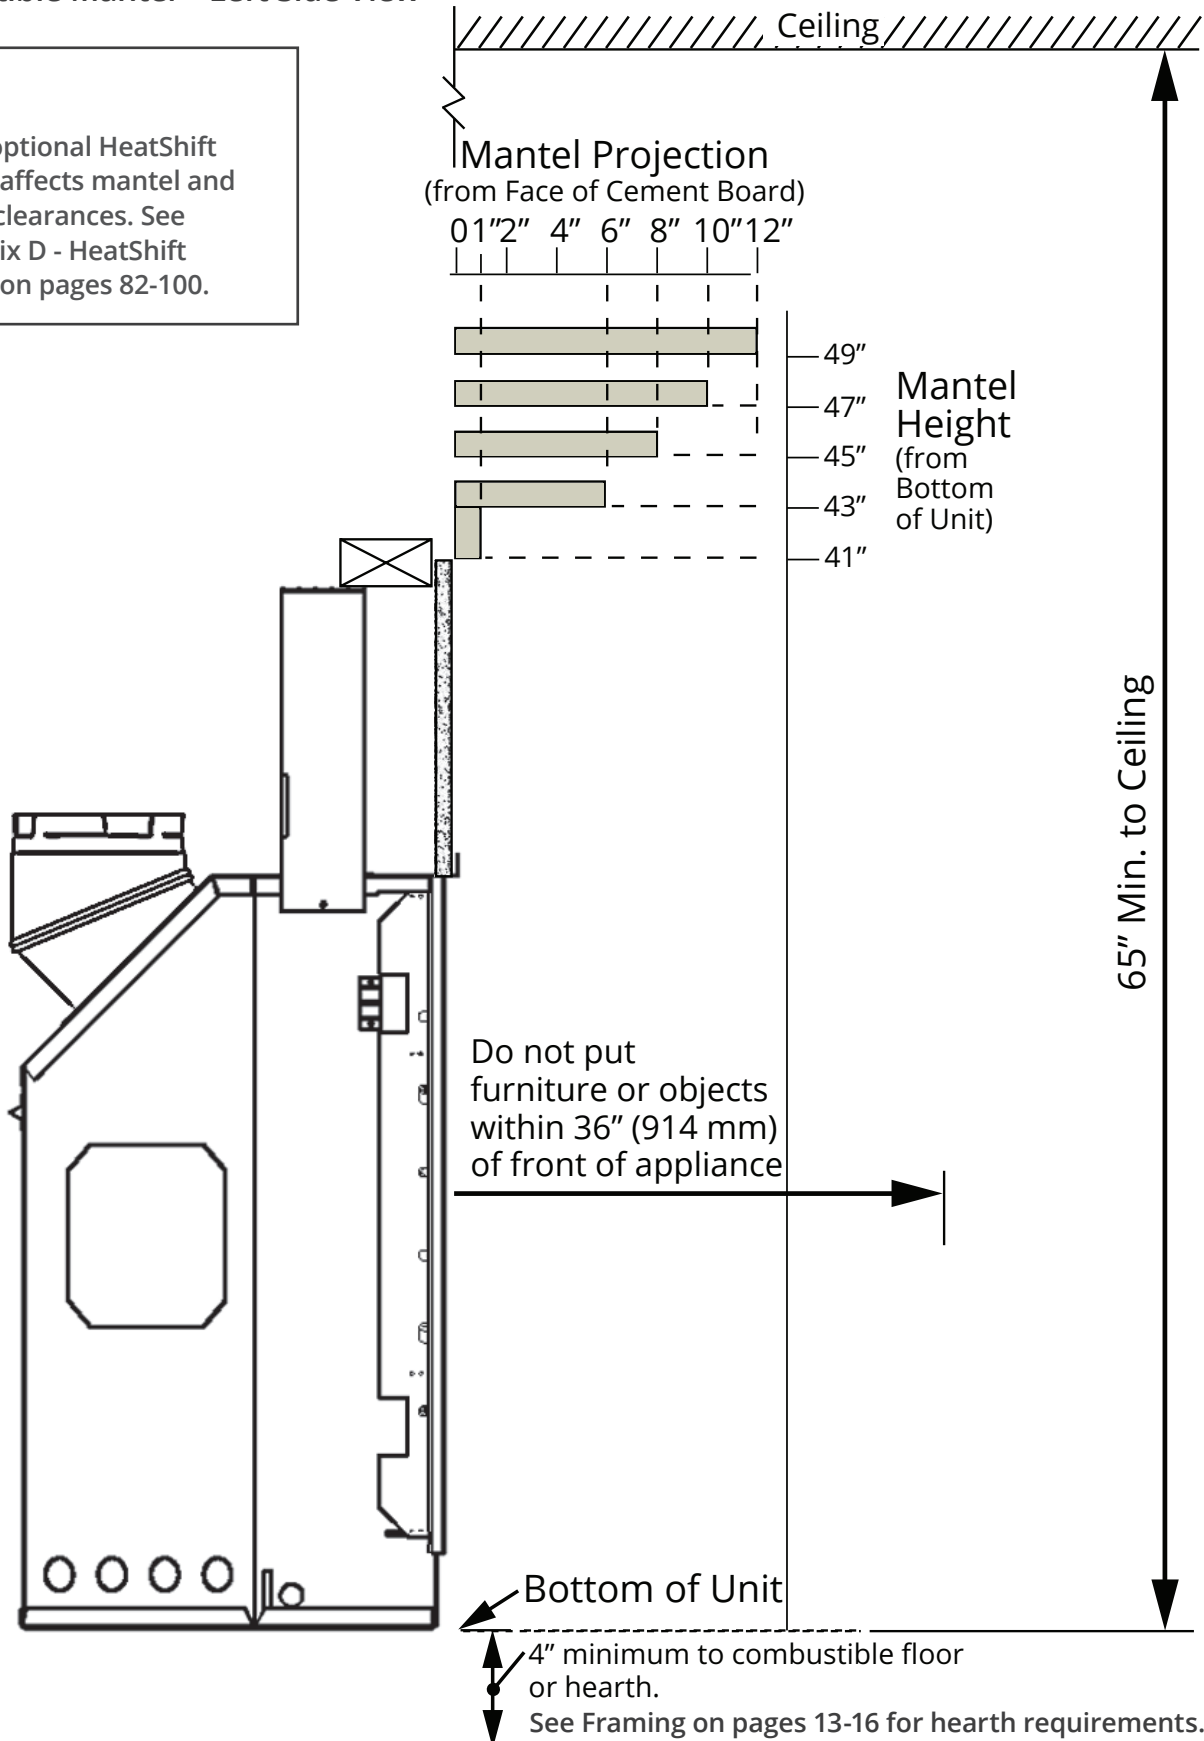 Left Side View
Ceiling
optional HeatShift
affects mantel and
clearances. See
ix D - HeatShift
on pages 82-100.
Mantel Projection
(from Face of Cement Board)
0 1” 2” 4” 6” 8” 10” 12”
49”
47”
45”
43”
41”
Mantel
Height
(from
Bottom
of Unit)
65” Min. to Ceiling
Do not put
furniture or objects
within 36” (914 mm)
of front of appliance
Bottom of Unit
4” minimum to combustible floor
or hearth.
See Framing on pages 13-16 for hearth requirements.